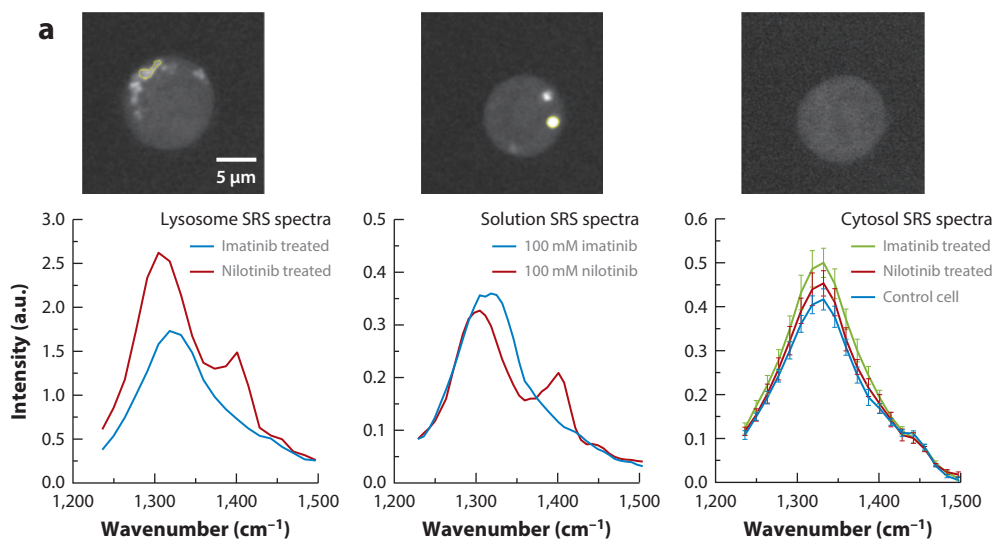 a
5 µm
Lysosome SRS spectra
Imatinib treated
Nilotinib treated
3.0
2.5
2.0
1.5
1.0
0.5
0
1,200
1,300
1,400
1,500
Intensity (a.u.)
Wavenumber (cm⁻¹)
Solution SRS spectra
100 mM imatinib
100 mM nilotinib
0.5
0.4
0.3
0.2
0.1
0
1,200
1,300
1,400
1,500
Wavenumber (cm⁻¹)
Cytosol SRS spectra
Imatinib treated
Nilotinib treated
Control cell
0.6
0.5
0.4
0.3
0.2
0.1
0
1,200
1,300
1,400
1,500
Wavenumber (cm⁻¹)